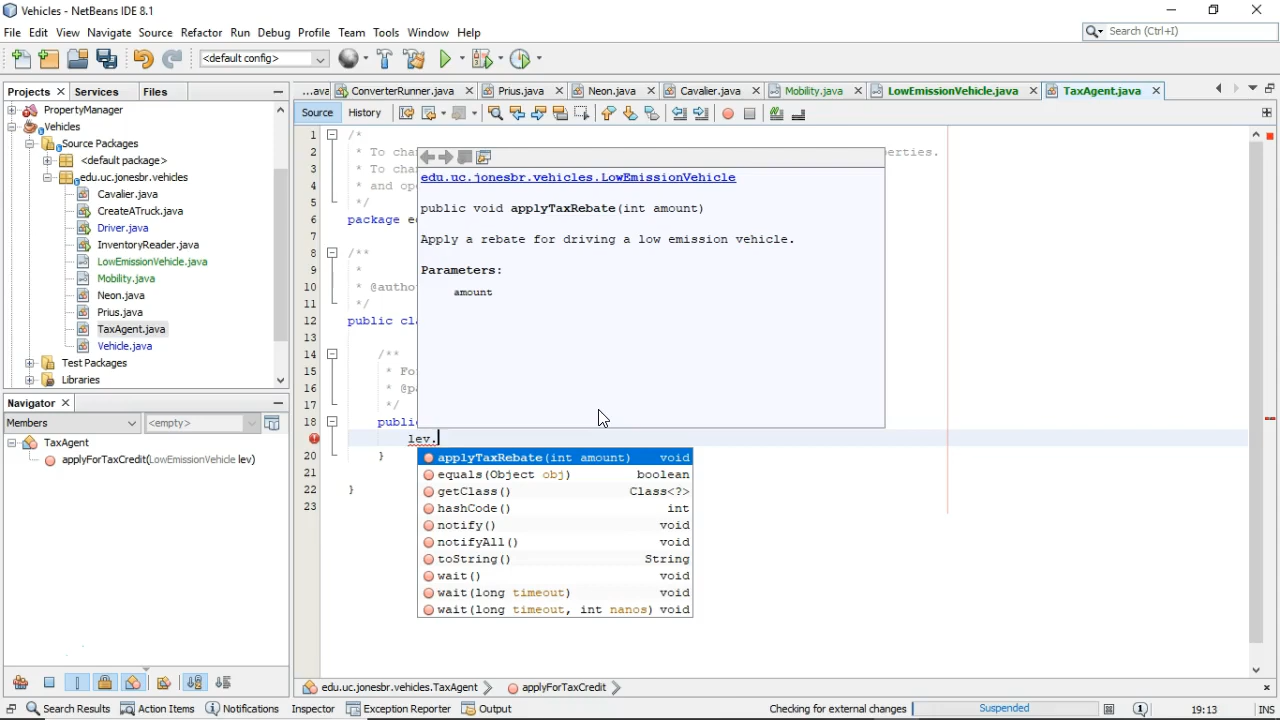 Vehicles - NetBeans IDE 8.1
File Edit View Navigate Source Refactor Run Debug Profile Team Tools Window Help
Search (Ctrl+I)
<default config>
Projects Services Files
...ava ConverterRunner.java Prius.java Neon.java Cavalier.java Mobility.java LowEmissionVehicle.java TaxAgent.java
PropertyManager
Vehicles
Source Packages
<default package>
edu.uc.jonesbr.vehicles
Cavalier.java
CreateATruck.java
Driver.java
InventoryReader.java
LowEmissionVehicle.java
Mobility.java
Neon.java
Prius.java
TaxAgent.java
Vehicle.java
Test Packages
Libraries
Navigator
Members <empty>
TaxAgent
applyForTaxCredit(LowEmissionVehicle lev)
Source History
1 /*
2 * To cha erties.
3 * To cha
4 * and op
5 */
6 package e
7
8 /**
9 *
10 * @autho
11 */
12 public cl
13
14 /**
15 * Fo
16 * @p
17 */
18 publi
lev.
20 }
21
22 }
23
edu.uc.jonesbr.vehicles.LowEmissionVehicle
public void applyTaxRebate(int amount)
Apply a rebate for driving a low emission vehicle.
Parameters:
amount
applyTaxRebate(int amount) void
equals(Object obj) boolean
getClass() Class<?>
hashCode() int
notify() void
notifyAll() void
toString() String
wait() void
wait(long timeout) void
wait(long timeout, int nanos) void
edu.uc.jonesbr.vehicles.TaxAgent applyForTaxCredit
Search Results Action Items Notifications Inspector Exception Reporter Output Checking for external changes Suspended 19:13 INS